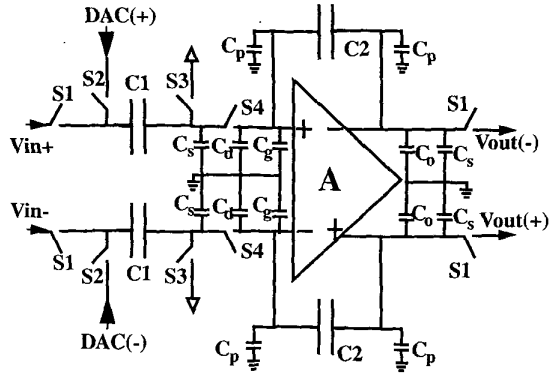 DAC(+)
Cp
C2
Cp
S1
S2
C1
S3
S4
S1
Vin+
Cs
Cd
Cg
+
−
Co
Cs
Vout(-)
A
Vin-
Cs
Cd
Cg
−
+
Co
Cs
Vout(+)
S1
S2
C1
S3
S4
S1
DAC(-)
Cp
C2
Cp